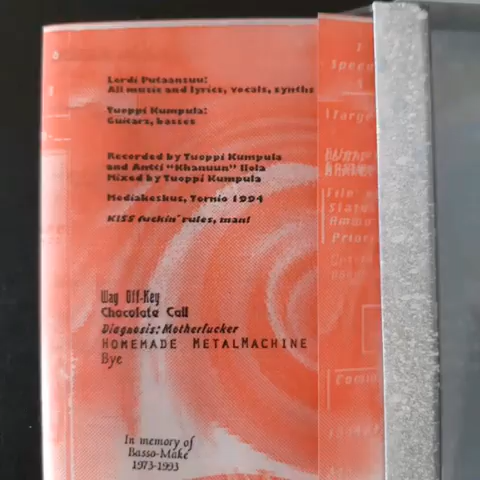 Lordi Putaansuu:
All music and lyrics, vocals, synths
Tuoppi Kumpula:
Guitars, basses
Recorded by Tuoppi Kumpula
and Antti "Khanuun" Ilola
Mixed by Tuoppi Kumpula
Mediakeskus, Tornio 1994
KISS fuckin' rules, man!
Way Off-Key
Chocolate Call
Diagnosis: Motherfucker
HOMEMADE METALMACHINE
Bye
In memory of
Basso-Make
1973-1993